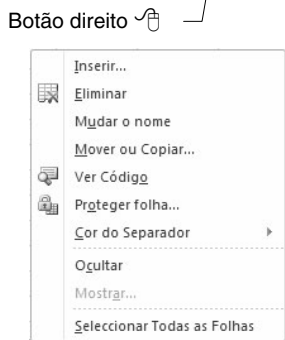 Botão direito
Inserir...
Eliminar
Mudar o nome
Mover ou Copiar...
Ver Código
Proteger folha...
Cor do Separador
Ocultar
Mostrar...
Seleccionar Todas as Folhas